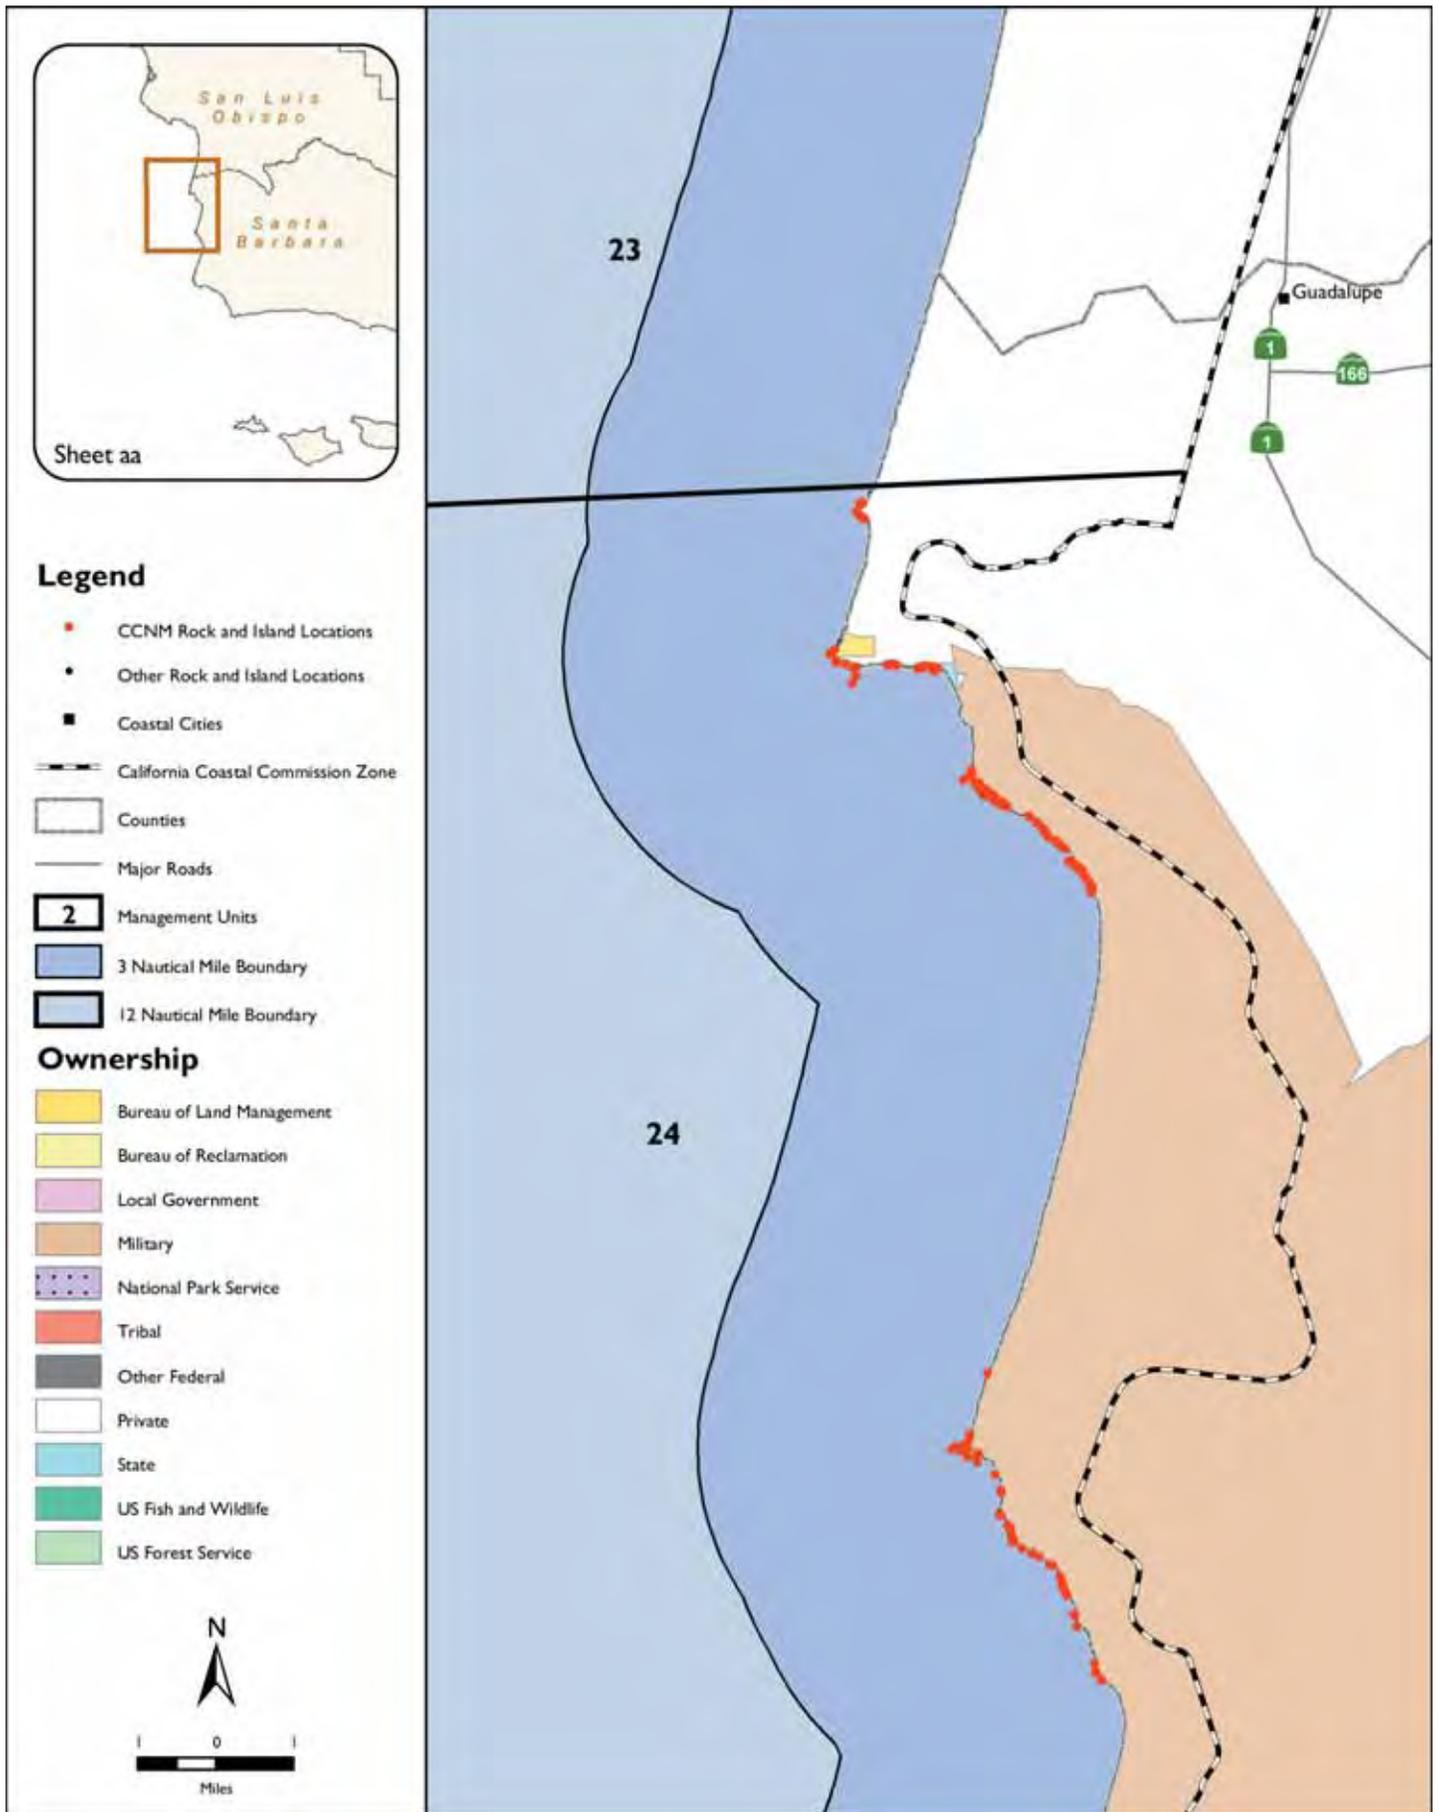 San Luis
Obispo
Santa
Barbara
Sheet aa
Legend
CCNM Rock and Island Locations
Other Rock and Island Locations
Coastal Cities
California Coastal Commission Zone
Counties
Major Roads
2 Management Units
3 Nautical Mile Boundary
12 Nautical Mile Boundary
Ownership
Bureau of Land Management
Bureau of Reclamation
Local Government
Military
National Park Service
Tribal
Other Federal
Private
State
US Fish and Wildlife
US Forest Service
N
1 0 1
Miles
23
Guadalupe
1
166
1
24